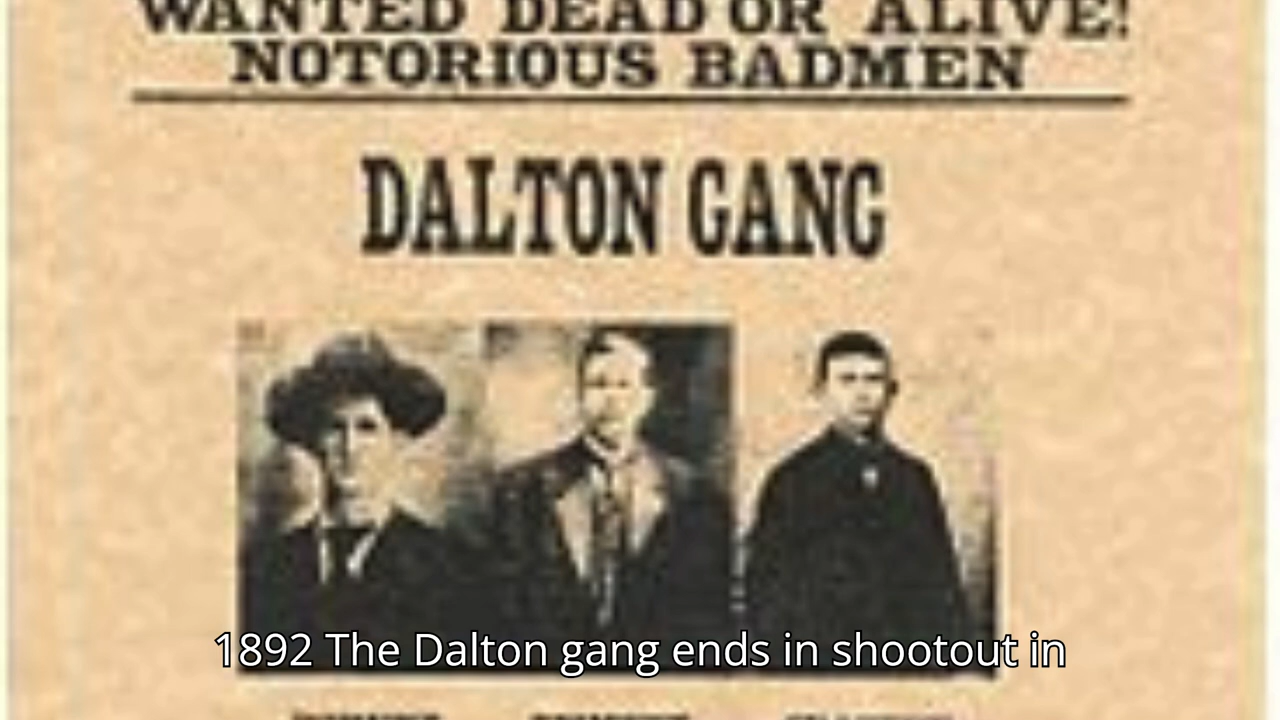 WANTED DEAD OR ALIVE!
NOTORIOUS BADMEN
DALTON GANG
1892 The Dalton gang ends in shootout in